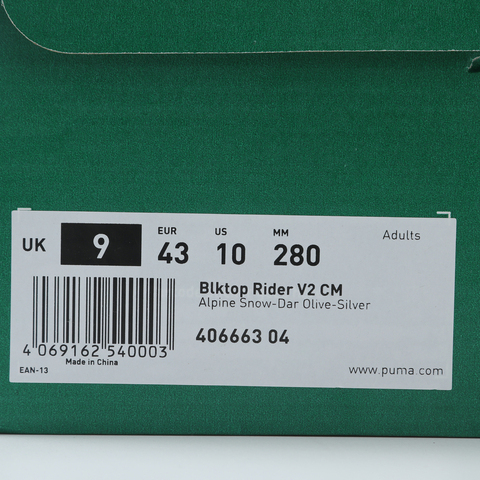 UK 9 EUR 43 US 10 MM 280 Adults
Blktop Rider V2 CM
Alpine Snow-Dar Olive-Silver
406663 04
4 069162 540003
Made in China
EAN-13
www.puma.com